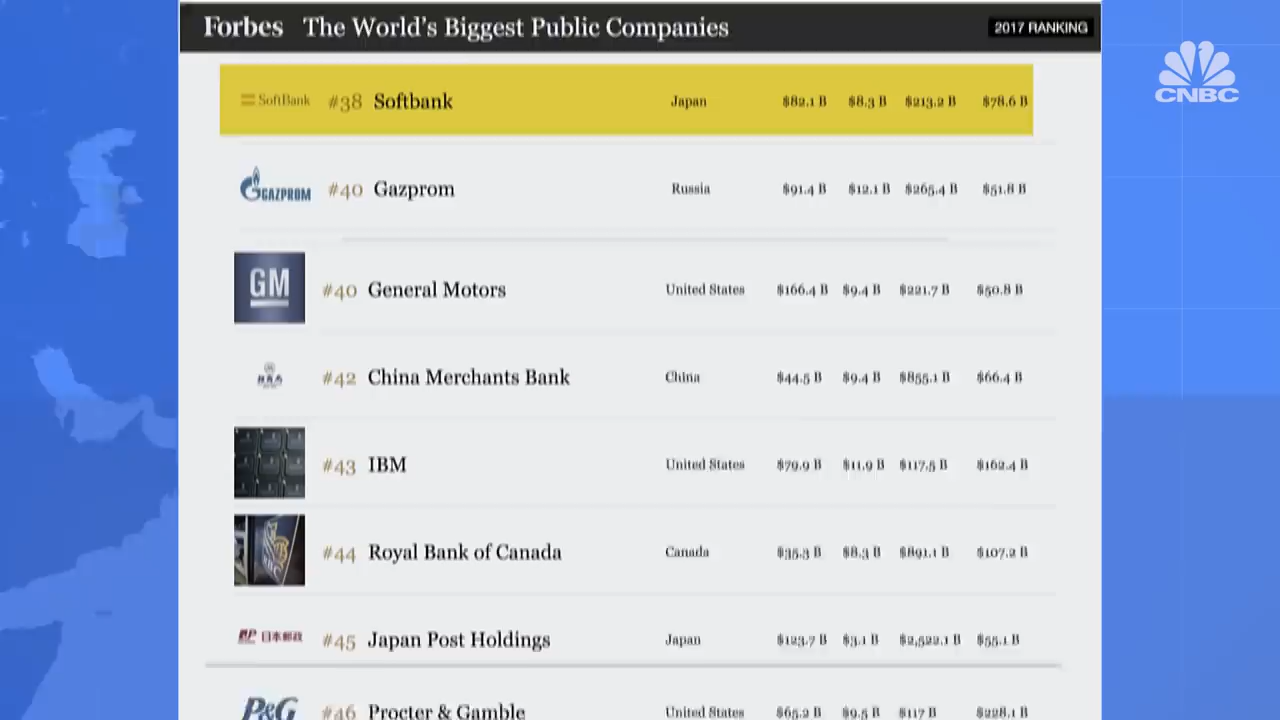 Forbes The World's Biggest Public Companies 2017 RANKING
CNBC
SoftBank #38 Softbank Japan $82.1 B $8.3 B $213.2 B $78.6 B
GAZPROM #40 Gazprom Russia $91.4 B $12.1 B $265.4 B $51.8 B
GM #40 General Motors United States $166.4 B $9.4 B $221.7 B $50.8 B
#42 China Merchants Bank China $44.5 B $9.4 B $855.1 B $66.4 B
#43 IBM United States $79.9 B $11.9 B $117.5 B $162.4 B
#44 Royal Bank of Canada Canada $35.3 B $8.3 B $891.1 B $107.2 B
JP 日本郵政 #45 Japan Post Holdings Japan $123.7 B $3.1 B $2,522.1 B $55.1 B
P&G #46 Procter & Gamble United States $65.2 B $9.5 B $117 B $228.1 B